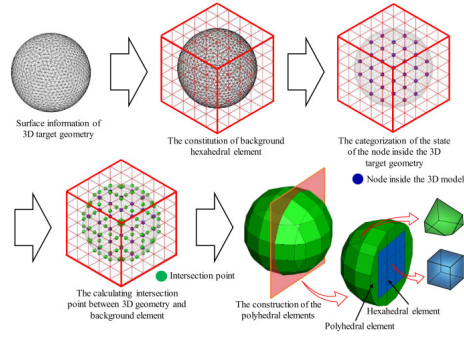 Surface information of
3D target geometry
The constitution of background
hexahedral element
The categorization of the state
of the node inside the 3D
target geometry
Node inside the 3D model
Intersection point
The calculating intersection
point between 3D geometry and
background element
The construction of the
polyhedral elements
Hexahedral element
Polyhedral element